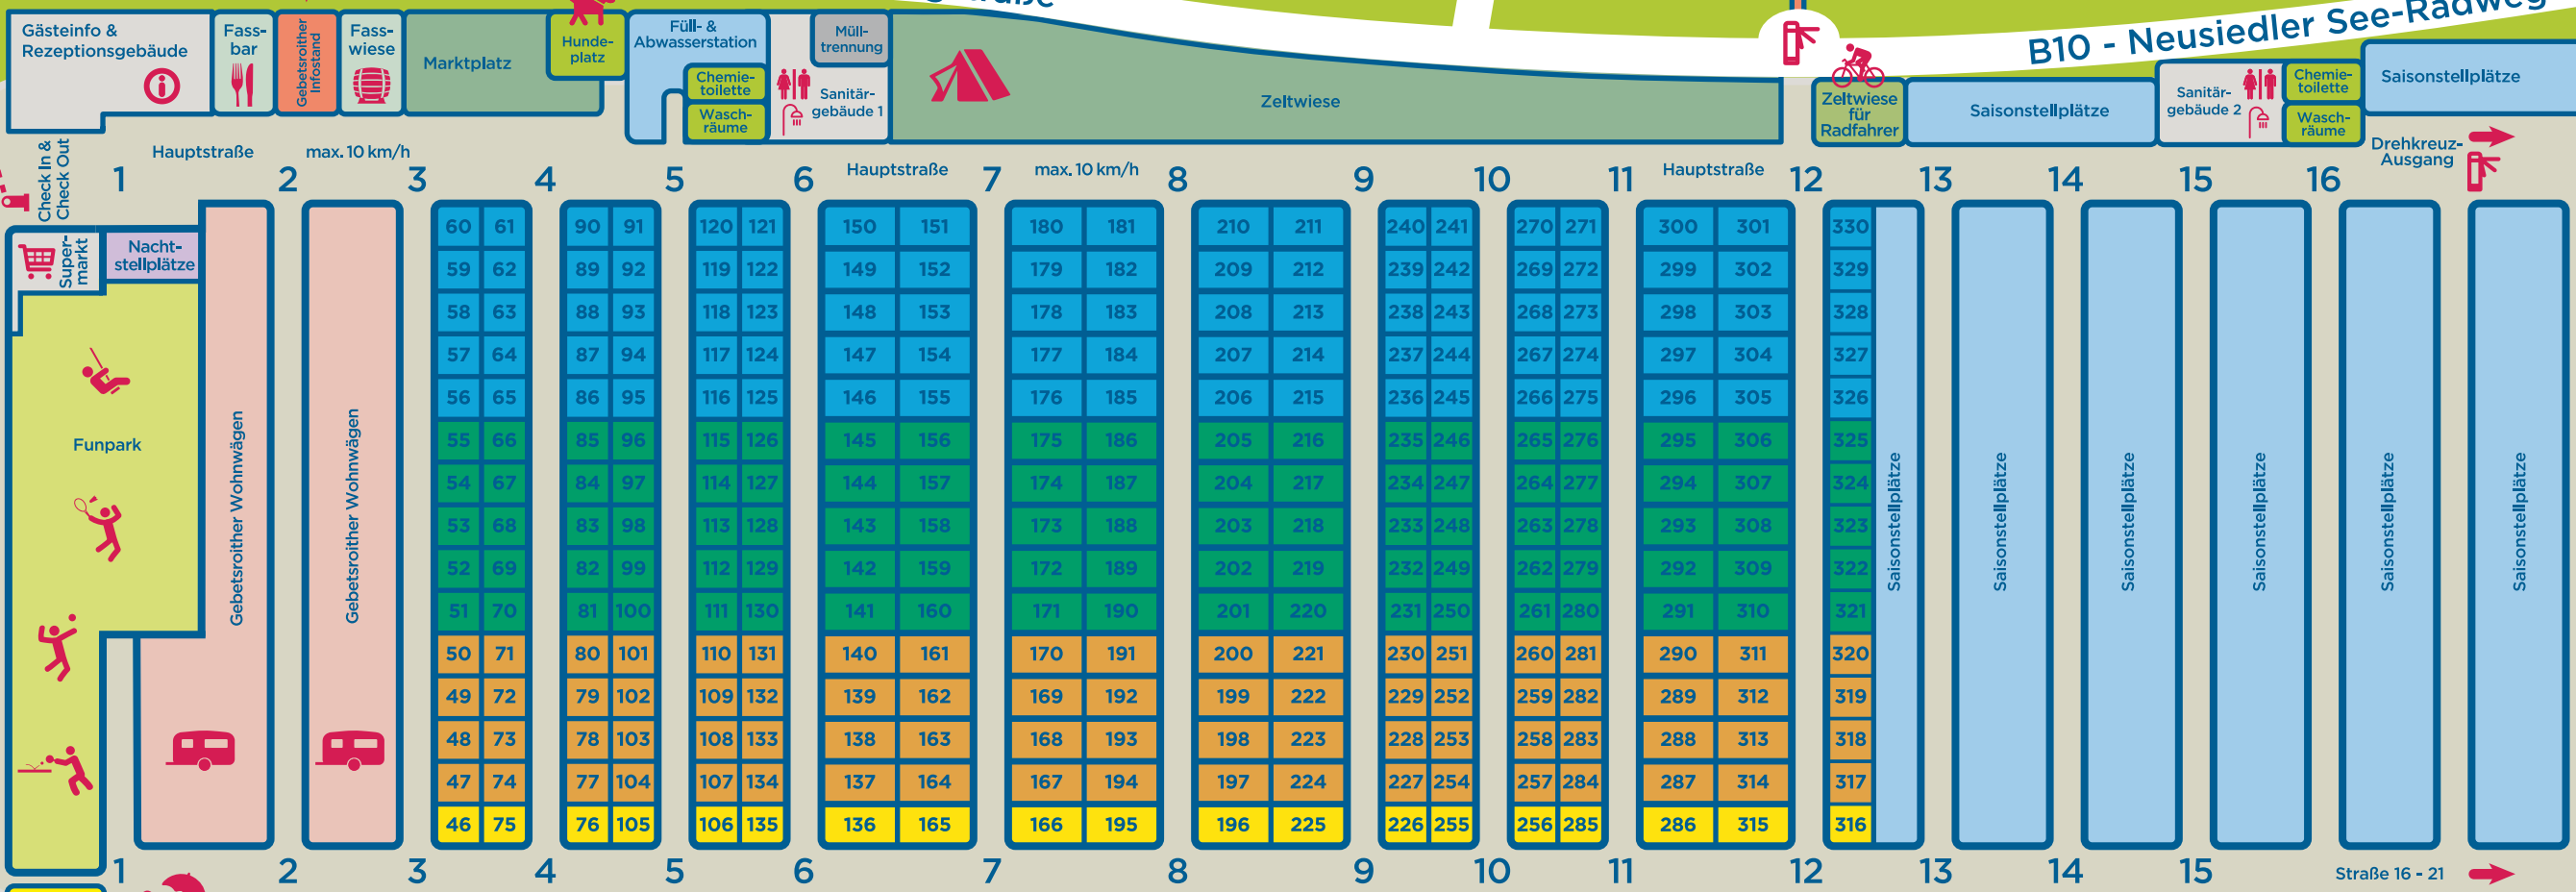 B10 - Neusiedler See-Radweg
Gästeinfo &
Rezeptionsgebäude
Fass-
bar
Gebetsroither
Infostand
Fass-
wiese
Marktplatz
Hunde-
platz
Füll- &
Abwasserstation
Chemie-
toilette
Wasch-
räume
Müll-
trennung
Sanitär-
gebäude 1
Zeltwiese
Zeltwiese
für
Radfahrer
Saisonstellplätze
Sanitär-
gebäude 2
Chemie-
toilette
Wasch-
räume
Saisonstellplätze
Drehkreuz-
Ausgang
Check In &
Check Out
Hauptstraße max. 10 km/h Hauptstraße max. 10 km/h Hauptstraße
1 2 3 4 5 6 7 8 9 10 11 12 13 14 15 16
Super-
markt
Nacht-
stellplätze
Funpark
Gebetsroither Wohnwägen
Gebetsroither Wohnwägen
60 61 90 91 120 121 150 151 180 181 210 211 240 241 270 271 300 301 330
59 62 89 92 119 122 149 152 179 182 209 212 239 242 269 272 299 302 329
58 63 88 93 118 123 148 153 178 183 208 213 238 243 268 273 298 303 328
57 64 87 94 117 124 147 154 177 184 207 214 237 244 267 274 297 304 327
56 65 86 95 116 125 146 155 176 185 206 215 236 245 266 275 296 305 326
55 66 85 96 115 126 145 156 175 186 205 216 235 246 265 276 295 306 325
54 67 84 97 114 127 144 157 174 187 204 217 234 247 264 277 294 307 324
53 68 83 98 113 128 143 158 173 188 203 218 233 248 263 278 293 308 323
52 69 82 99 112 129 142 159 172 189 202 219 232 249 262 279 292 309 322
51 70 81 100 111 130 141 160 171 190 201 220 231 250 261 280 291 310 321
50 71 80 101 110 131 140 161 170 191 200 221 230 251 260 281 290 311 320
49 72 79 102 109 132 139 162 169 192 199 222 229 252 259 282 289 312 319
48 73 78 103 108 133 138 163 168 193 198 223 228 253 258 283 288 313 318
47 74 77 104 107 134 137 164 167 194 197 224 227 254 257 284 287 314 317
46 75 76 105 106 135 136 165 166 195 196 225 226 255 256 285 286 315 316
Saisonstellplätze
Saisonstellplätze
Saisonstellplätze
Saisonstellplätze
Saisonstellplätze
Saisonstellplätze
1 2 3 4 5 6 7 8 9 10 11 12 13 14 15
Straße 16 - 21